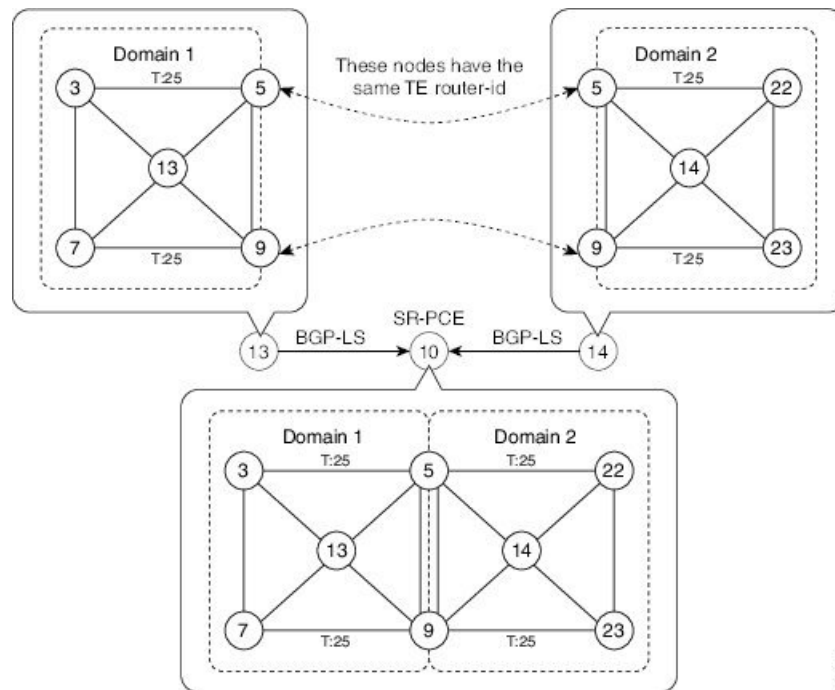 Domain 1
T:25
3
5
13
7
9
T:25
These nodes have the
same TE router-id
Domain 2
T:25
5
22
14
9
23
T:25
SR-PCE
13
BGP-LS
10
BGP-LS
14
Domain 1
Domain 2
T:25
T:25
3
5
22
13
14
7
9
23
T:25
T:25